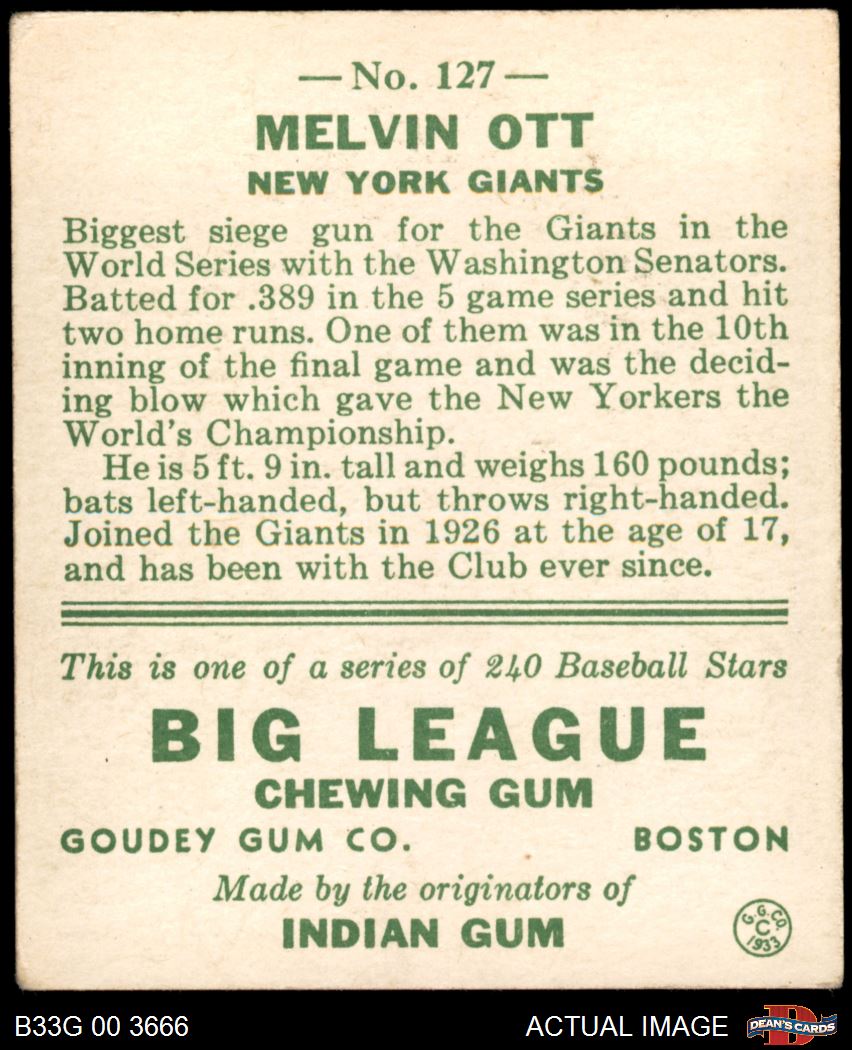 — No. 127 —
MELVIN OTT
NEW YORK GIANTS
Biggest siege gun for the Giants in the
World Series with the Washington Senators.
Batted for .389 in the 5 game series and hit
two home runs. One of them was in the 10th
inning of the final game and was the decid-
ing blow which gave the New Yorkers the
World's Championship.
He is 5 ft. 9 in. tall and weighs 160 pounds;
bats left-handed, but throws right-handed.
Joined the Giants in 1926 at the age of 17,
and has been with the Club ever since.
This is one of a series of 240 Baseball Stars
BIG LEAGUE
CHEWING GUM
GOUDEY GUM CO. BOSTON
Made by the originators of
INDIAN GUM
G. G. CO.
C
1933
B33G 00 3666 ACTUAL IMAGE
D
DEAN'S CARDS